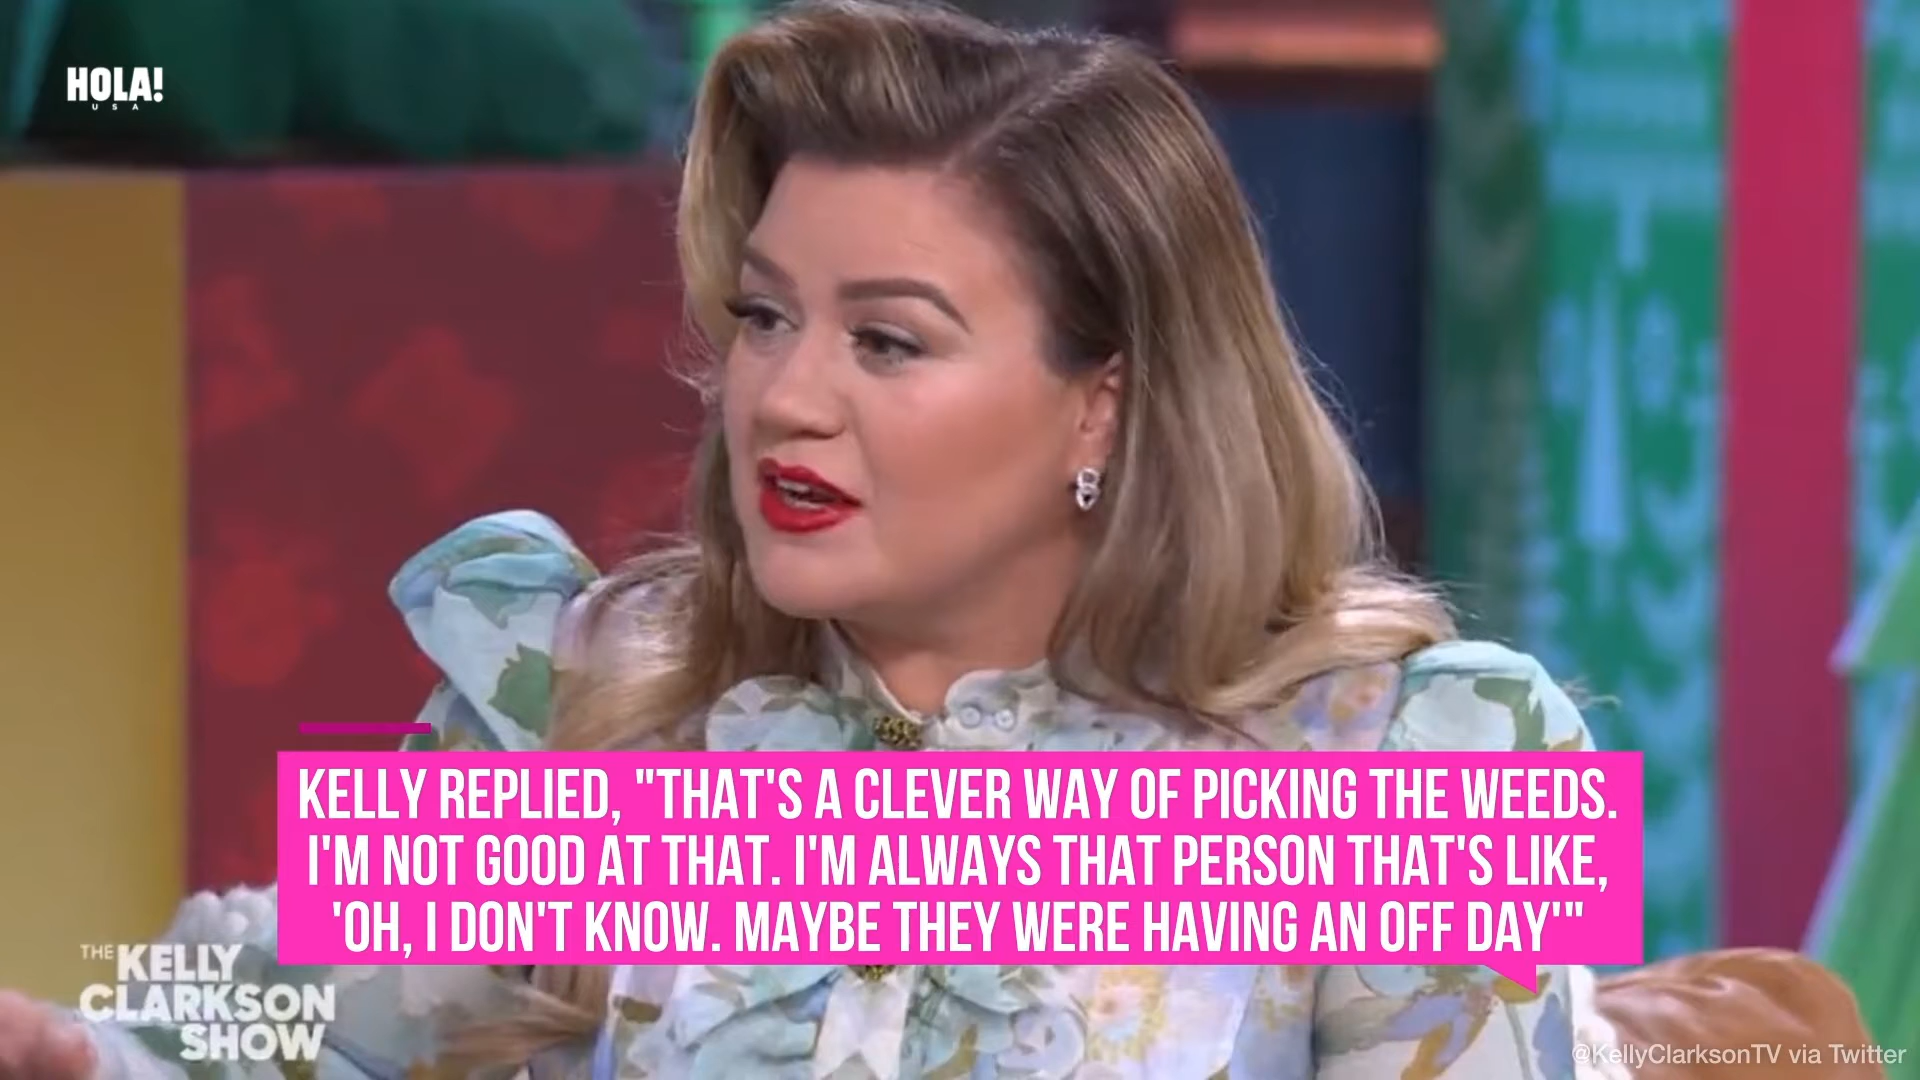 HOLA!
USA
KELLY REPLIED, "THAT'S A CLEVER WAY OF PICKING THE WEEDS.
I'M NOT GOOD AT THAT. I'M ALWAYS THAT PERSON THAT'S LIKE,
'OH, I DON'T KNOW. MAYBE THEY WERE HAVING AN OFF DAY'"
THE KELLY
CLARKSON
SHOW
@KellyClarksonTV via Twitter